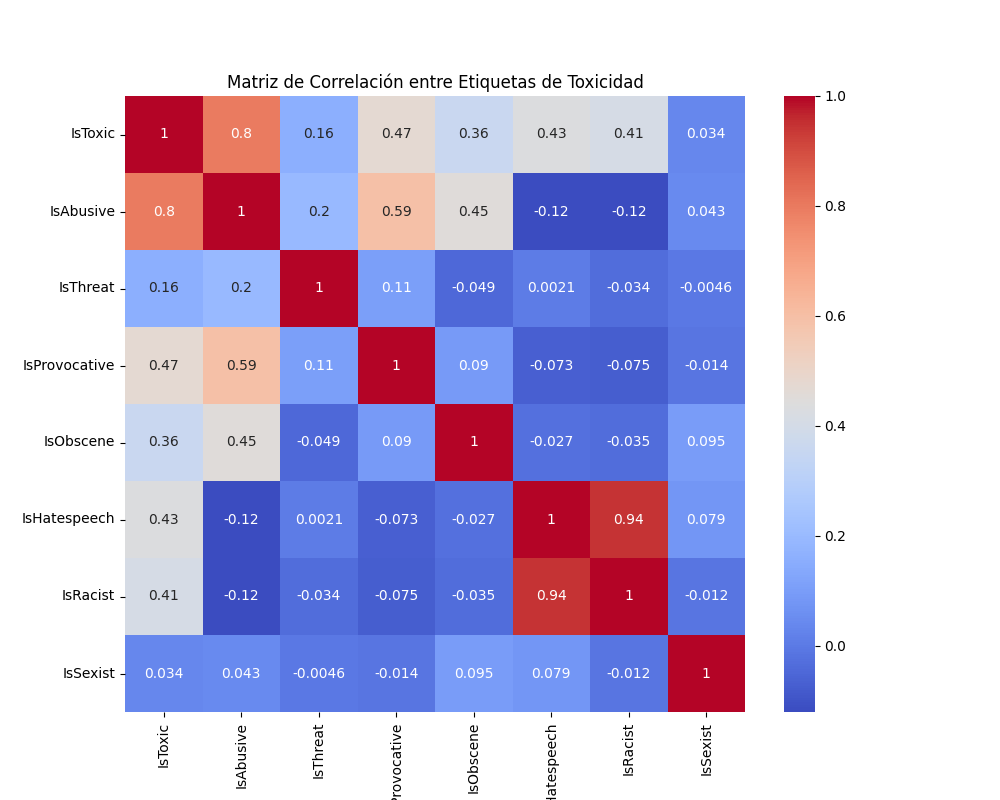 Matriz de Correlación entre Etiquetas de Toxicidad
IsToxic 1 0.8 0.16 0.47 0.36 0.43 0.41 0.034
IsAbusive 0.8 1 0.2 0.59 0.45 -0.12 -0.12 0.043
IsThreat 0.16 0.2 1 0.11 -0.049 0.0021 -0.034 -0.0046
IsProvocative 0.47 0.59 0.11 1 0.09 -0.073 -0.075 -0.014
IsObscene 0.36 0.45 -0.049 0.09 1 -0.027 -0.035 0.095
IsHatespeech 0.43 -0.12 0.0021 -0.073 -0.027 1 0.94 0.079
IsRacist 0.41 -0.12 -0.034 -0.075 -0.035 0.94 1 -0.012
IsSexist 0.034 0.043 -0.0046 -0.014 0.095 0.079 -0.012 1
IsToxic
IsAbusive
IsThreat
Provocative
IsObscene
Hatespeech
IsRacist
IsSexist
1.0
0.8
0.6
0.4
0.2
0.0